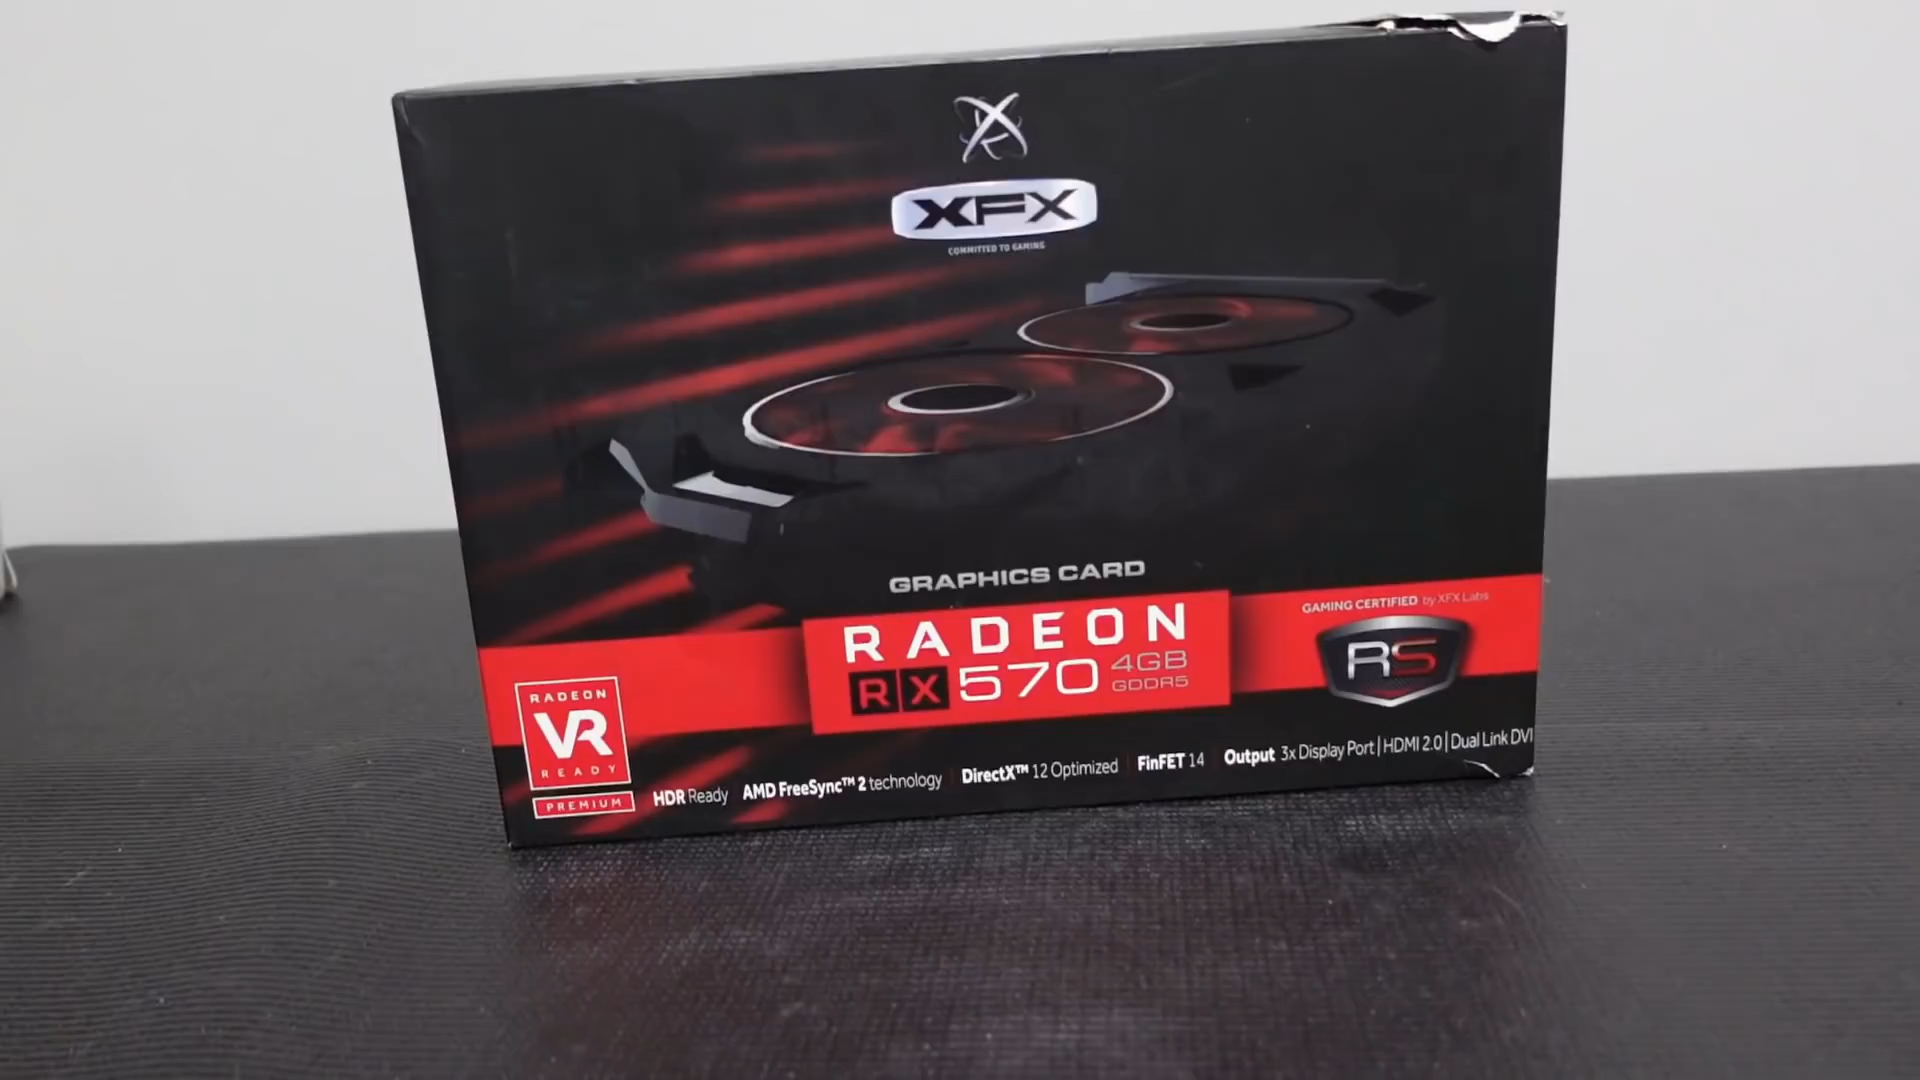 XFX
COMMITTED TO GAMING
GRAPHICS CARD
RADEON
RX 570 4GB
GDDR5
GAMING CERTIFIED by XFX Labs
RS
RADEON
VR
READY
PREMIUM
HDR Ready AMD FreeSync™ 2 technology DirectX™ 12 Optimized FinFET 14 Output 3x Display Port | HDMI 2.0 | Dual Link DVI